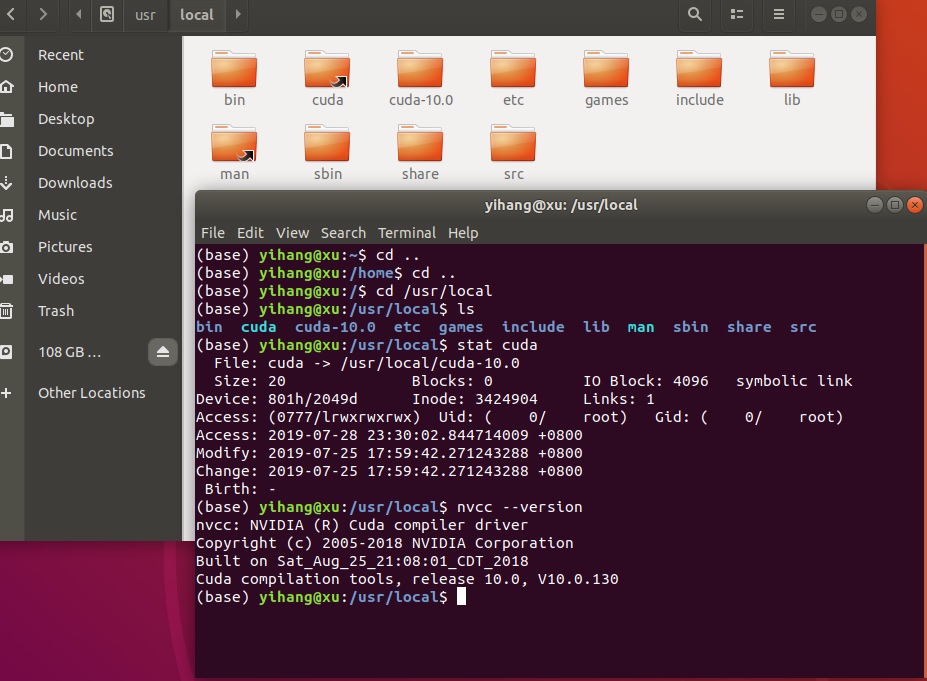 usr local
Recent
Home
Desktop
Documents
Downloads
Music
Pictures
Videos
Trash
108 GB ...
Other Locations
bin cuda cuda-10.0 etc games include lib
man sbin share src
yihang@xu: /usr/local
File Edit View Search Terminal Help
(base) yihang@xu:~$ cd ..
(base) yihang@xu:/home$ cd ..
(base) yihang@xu:/$ cd /usr/local
(base) yihang@xu:/usr/local$ ls
bin cuda cuda-10.0 etc games include lib man sbin share src
(base) yihang@xu:/usr/local$ stat cuda
File: cuda -> /usr/local/cuda-10.0
Size: 20 Blocks: 0 IO Block: 4096 symbolic link
Device: 801h/2049d Inode: 3424904 Links: 1
Access: (0777/lrwxrwxrwx) Uid: ( 0/ root) Gid: ( 0/ root)
Access: 2019-07-28 23:30:02.844714009 +0800
Modify: 2019-07-25 17:59:42.271243288 +0800
Change: 2019-07-25 17:59:42.271243288 +0800
Birth: -
(base) yihang@xu:/usr/local$ nvcc --version
nvcc: NVIDIA (R) Cuda compiler driver
Copyright (c) 2005-2018 NVIDIA Corporation
Built on Sat_Aug_25_21:08:01_CDT_2018
Cuda compilation tools, release 10.0, V10.0.130
(base) yihang@xu:/usr/local$